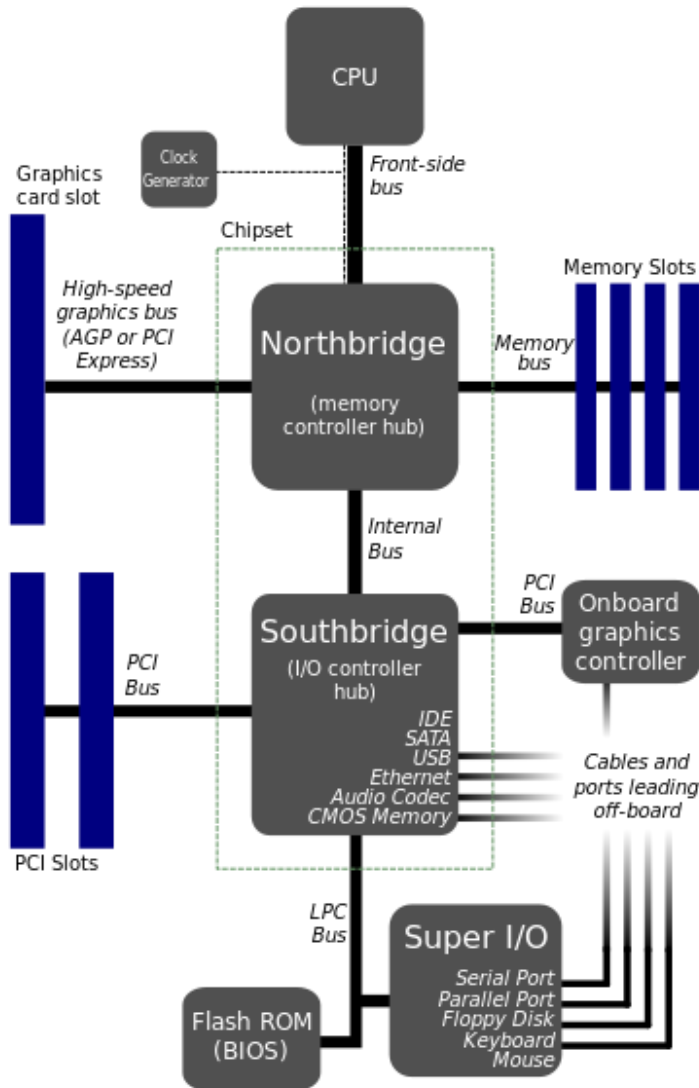 CPU
Clock
Generator
Front-side
bus
Graphics
card slot
Chipset
High-speed
graphics bus
(AGP or PCI
Express)
Northbridge
(memory
controller hub)
Memory Slots
Memory
bus
Internal
Bus
Southbridge
(I/O controller
hub)
PCI
Bus
Onboard
graphics
controller
PCI
Bus
IDE
SATA
USB
Ethernet
Audio Codec
CMOS Memory
Cables and
ports leading
off-board
PCI Slots
LPC
Bus
Super I/O
Serial Port
Parallel Port
Floppy Disk
Keyboard
Mouse
Flash ROM
(BIOS)